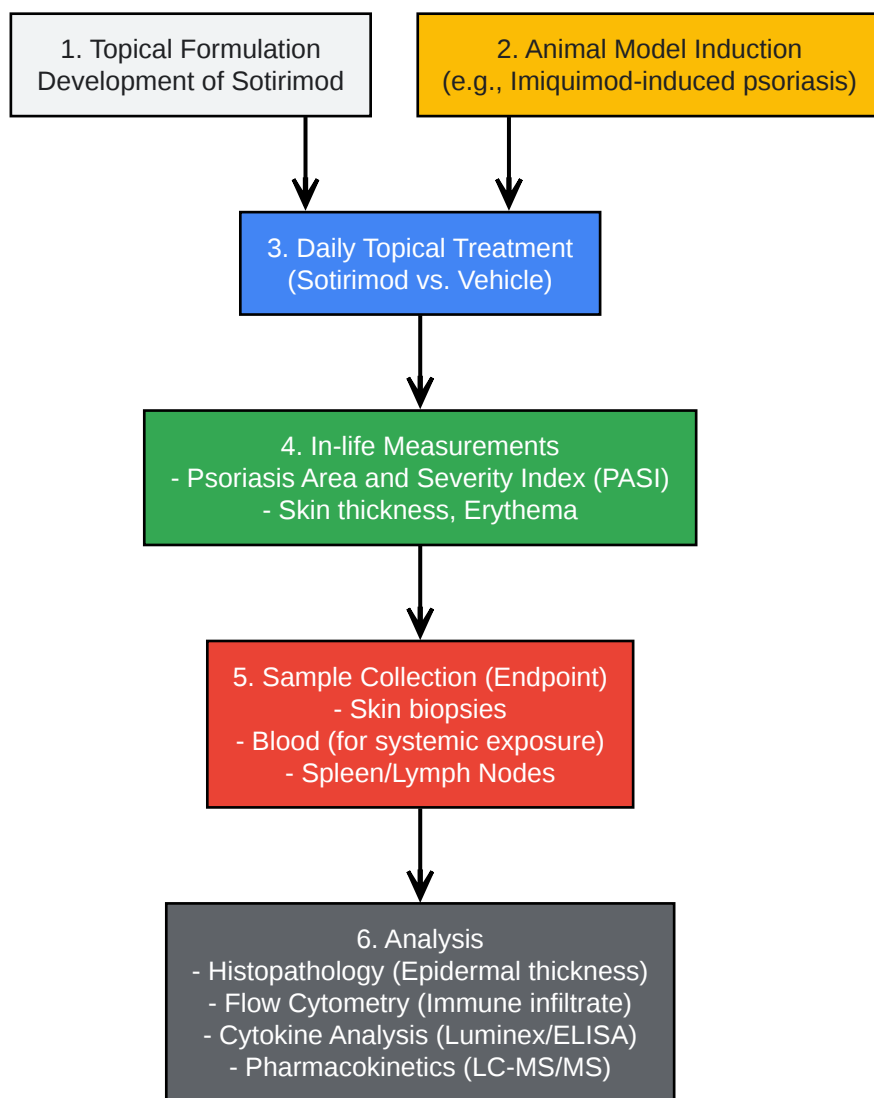 1. Topical Formulation
Development of Sotirimod
2. Animal Model Induction
(e.g., Imiquimod-induced psoriasis)
3. Daily Topical Treatment
(Sotirimod vs. Vehicle)
4. In-life Measurements
- Psoriasis Area and Severity Index (PASI)
- Skin thickness, Erythema
5. Sample Collection (Endpoint)
- Skin biopsies
- Blood (for systemic exposure)
- Spleen/Lymph Nodes
6. Analysis
- Histopathology (Epidermal thickness)
- Flow Cytometry (Immune infiltrate)
- Cytokine Analysis (Luminex/ELISA)
- Pharmacokinetics (LC-MS/MS)